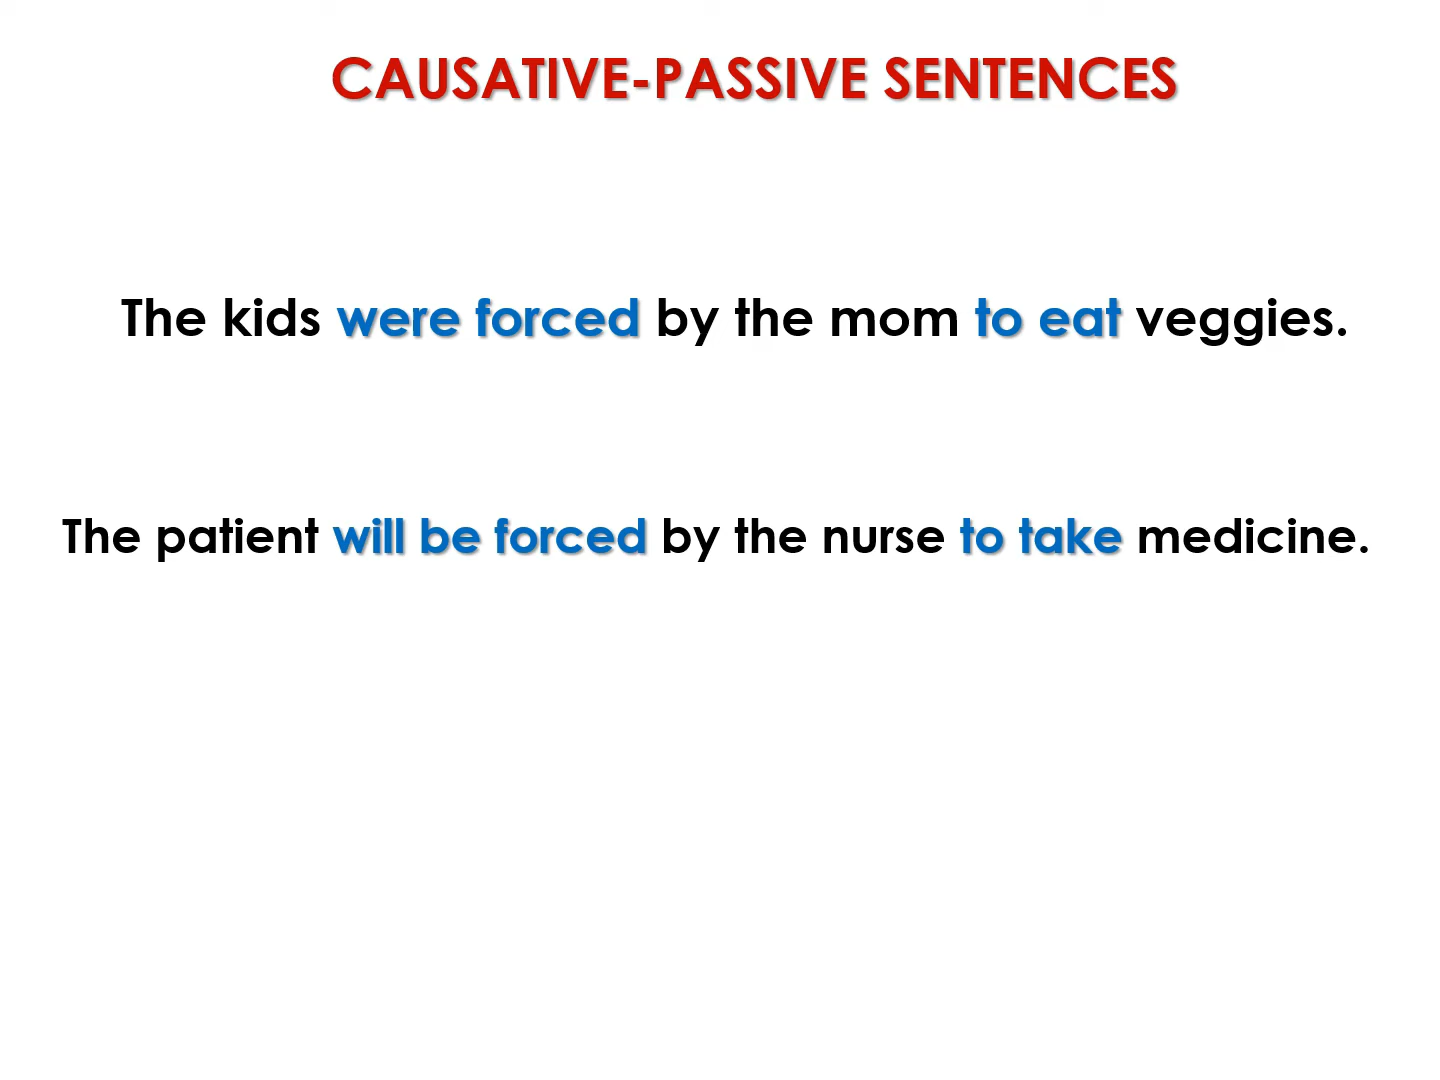 CAUSATIVE-PASSIVE SENTENCES
The kids were forced by the mom to eat veggies.
The patient will be forced by the nurse to take medicine.